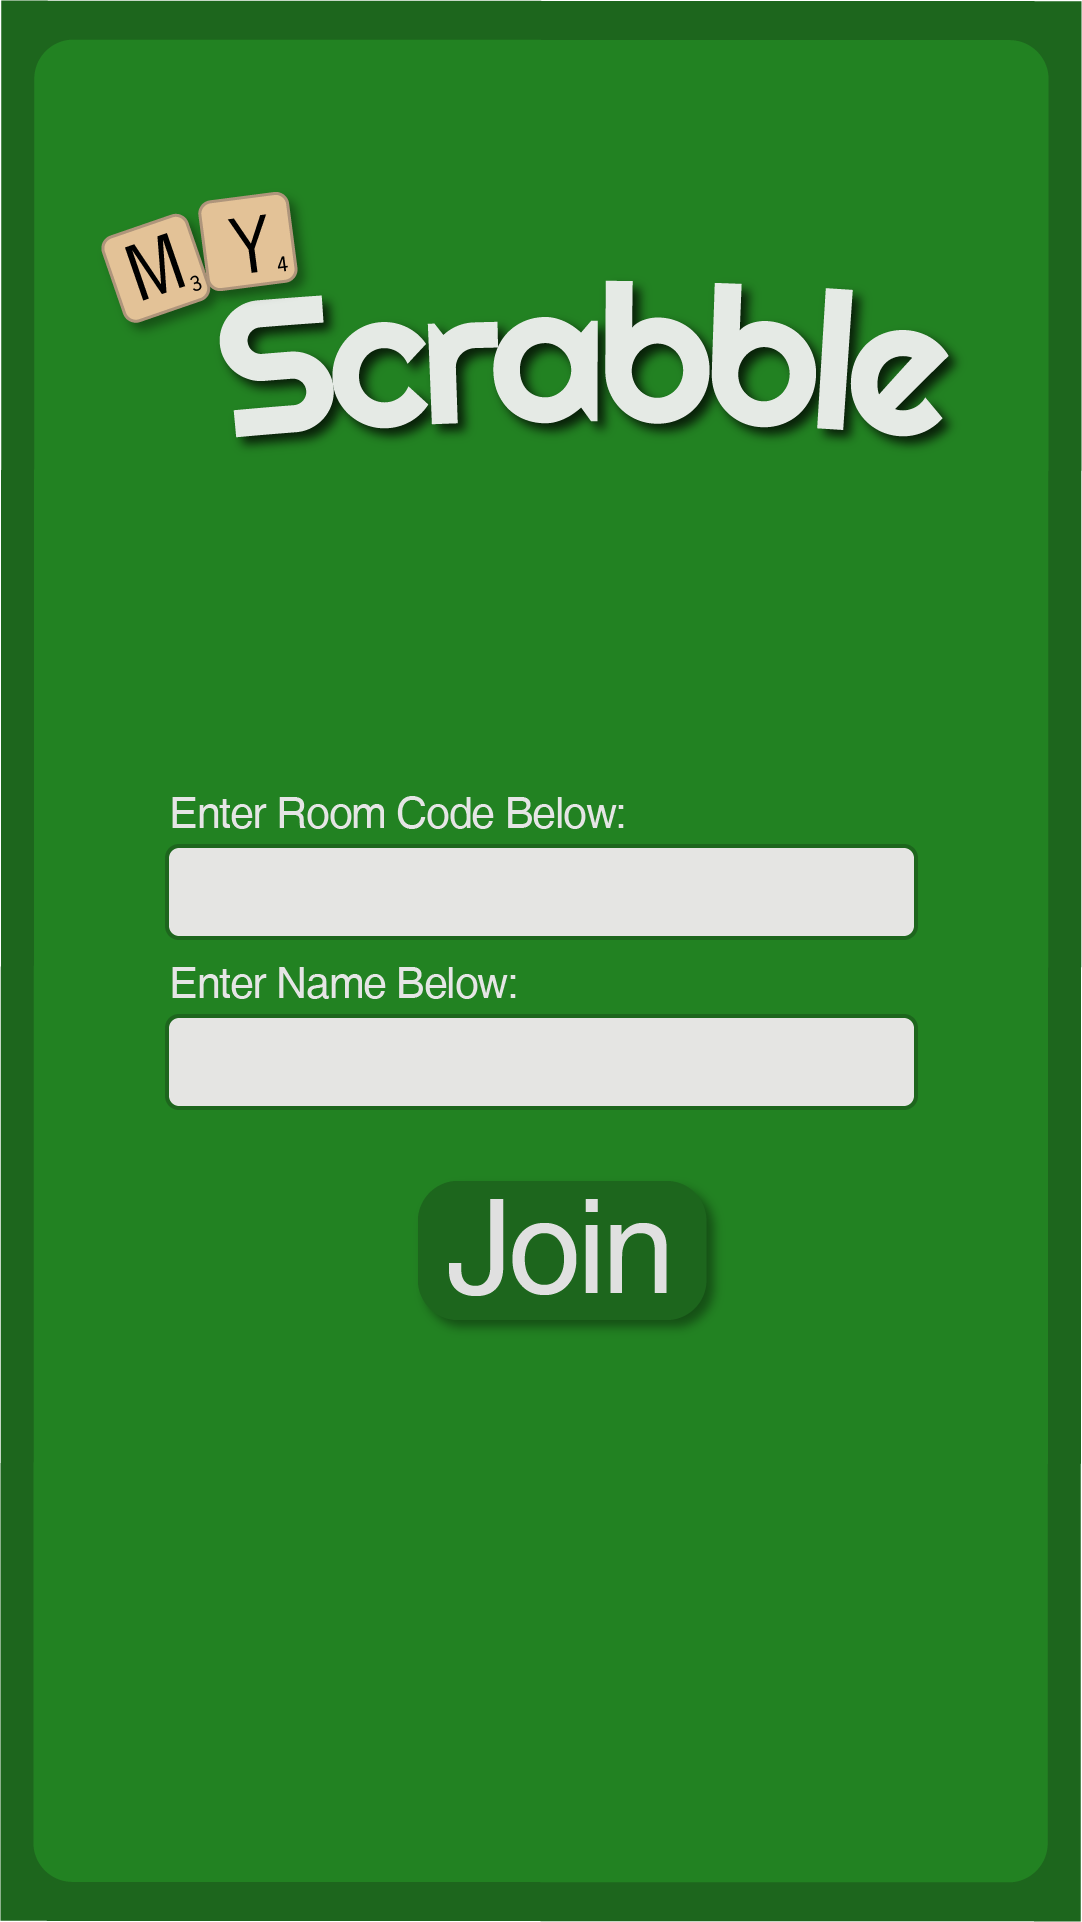 M3 Y4
Scrabble
Enter Room Code Below:
Enter Name Below:
Join